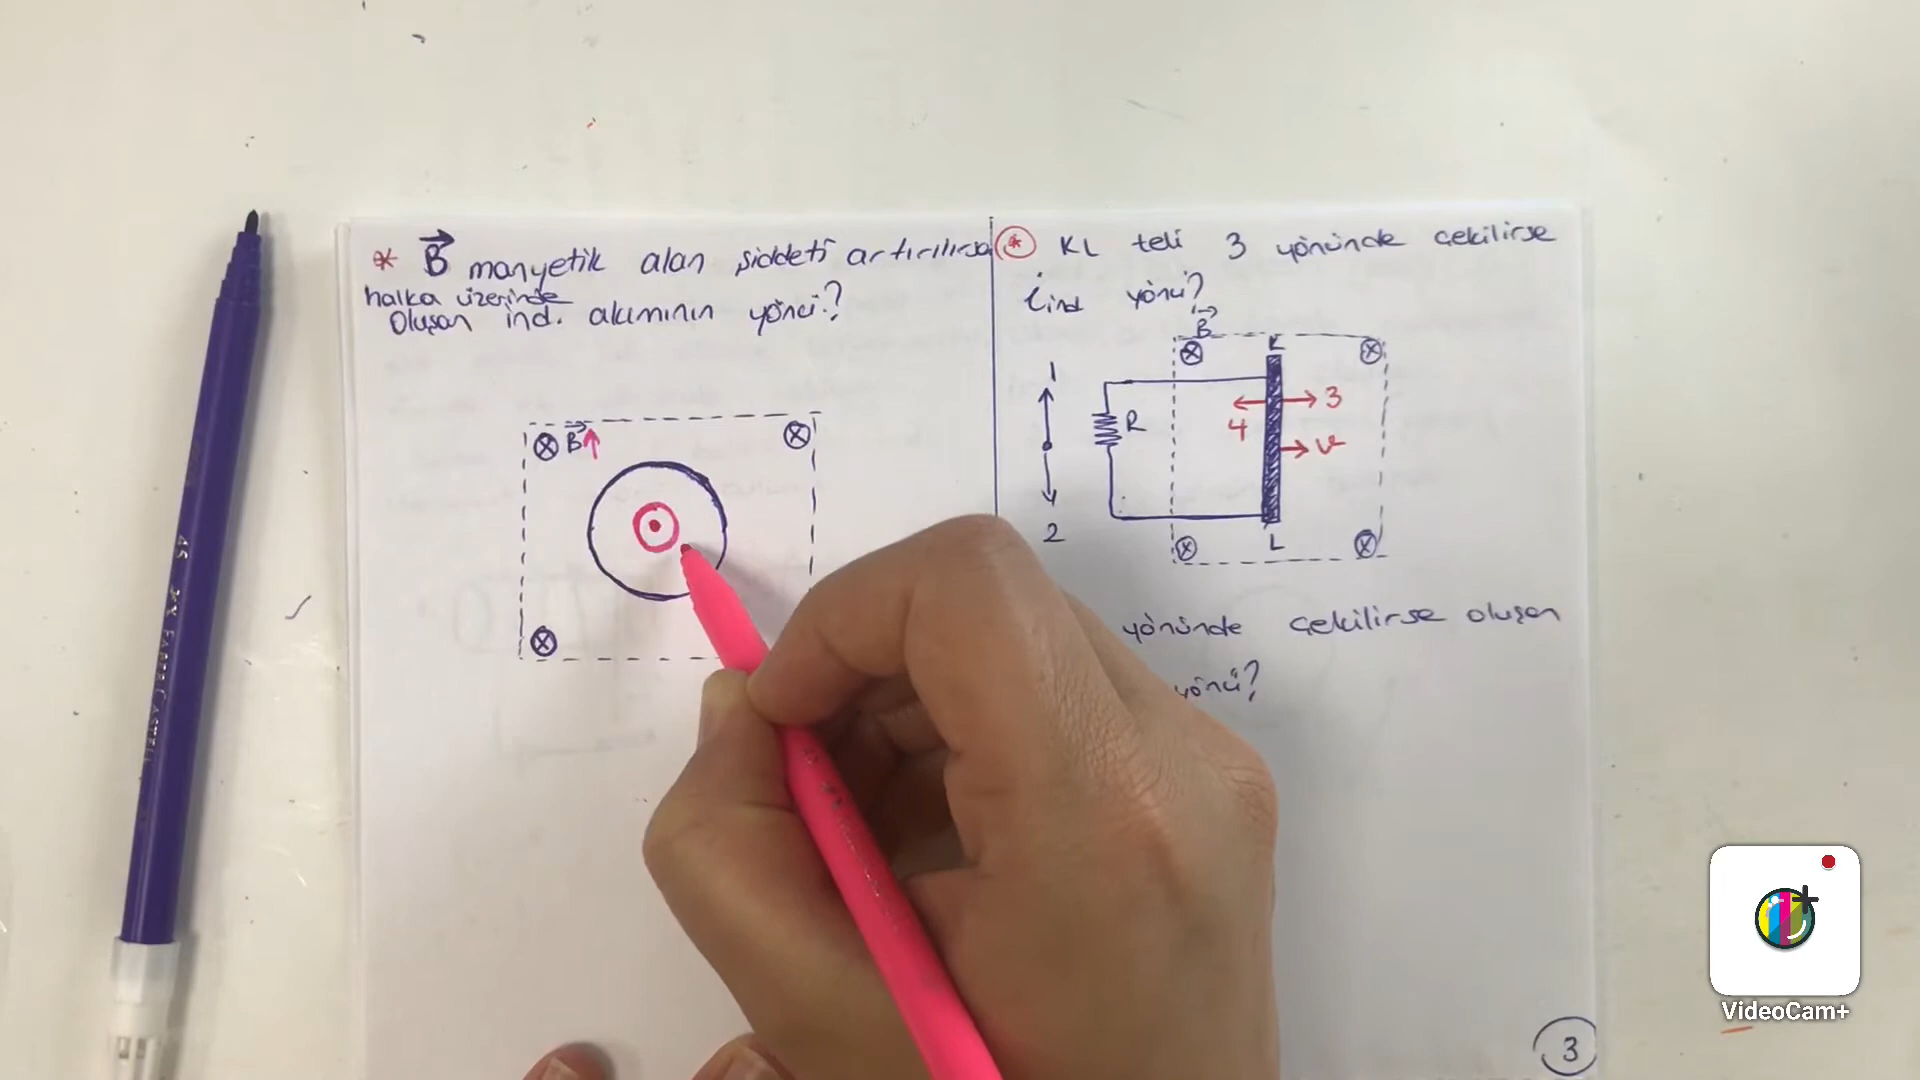 * B manyetik alan şiddeti artırılırsa
halka üzerinde
oluşan ind. akımının yönü?
B
* KL teli 3 yönünde çekilirse
i ind yönü?
B
K
1
R
4
3
v
2
L
yönünde çekilirse oluşan
yönü?
3
VideoCam+